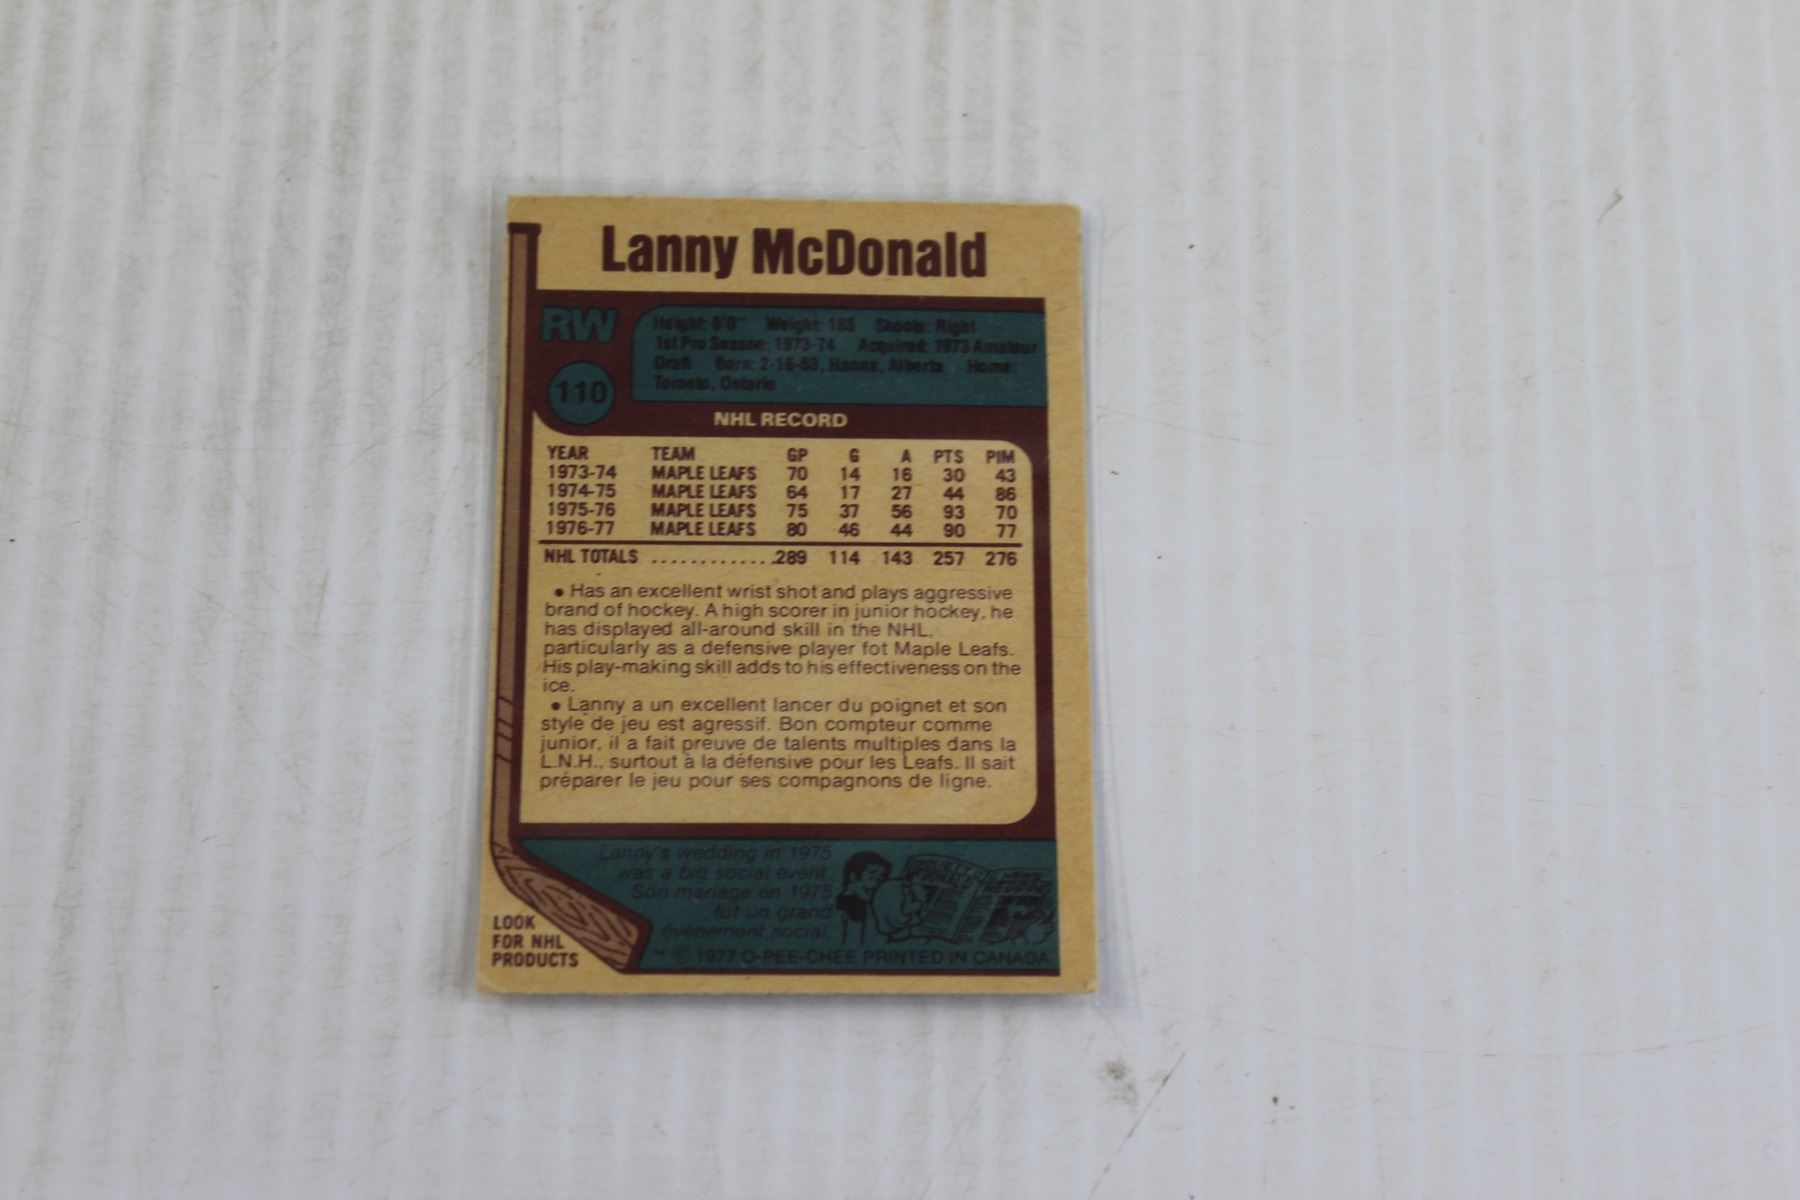 Lanny McDonald
RW
110
Height: 6'0" Weight: 185 Shoots: Right
1st Pro Season: 1973-74 Acquired: 1973 Amateur
Draft Born: 2-16-53, Hanna, Alberta Home:
Toronto, Ontario
NHL RECORD
YEAR TEAM GP G A PTS PIM
1973-74 MAPLE LEAFS 70 14 16 30 43
1974-75 MAPLE LEAFS 64 17 27 44 86
1975-76 MAPLE LEAFS 75 37 56 93 70
1976-77 MAPLE LEAFS 80 46 44 90 77
NHL TOTALS .............289 114 143 257 276
• Has an excellent wrist shot and plays aggressive
brand of hockey. A high scorer in junior hockey, he
has displayed all-around skill in the NHL,
particularly as a defensive player fot Maple Leafs.
His play-making skill adds to his effectiveness on the
ice.
• Lanny a un excellent lancer du poignet et son
style de jeu est agressif. Bon compteur comme
junior, il a fait preuve de talents multiples dans la
L.N.H., surtout à la défensive pour les Leafs. Il sait
préparer le jeu pour ses compagnons de ligne.
Lanny's wedding in 1975
was a big social event.
Son mariage en 1975
fut un grand
événement social.
WEDDING
LOOK
FOR NHL
PRODUCTS
** © 1977 O-PEE-CHEE PRINTED IN CANADA